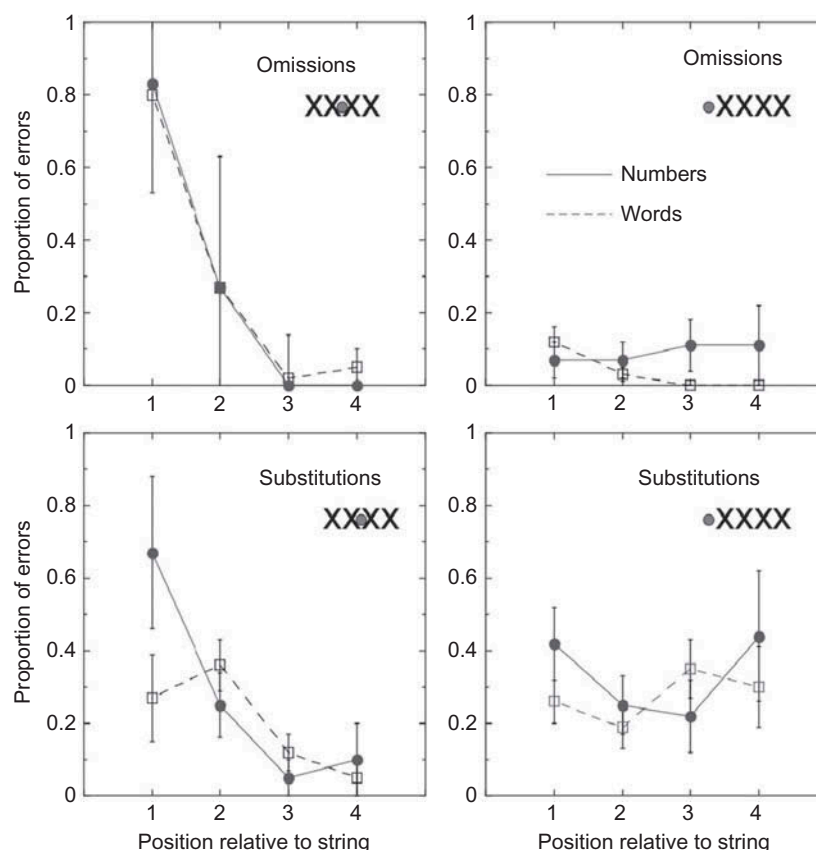 1
0.8
0.6
0.4
0.2
0
Proportion of errors
Omissions
XXXX
1 2 3 4
Omissions
XXXX
Numbers
Words
1
0.8
0.6
0.4
0.2
0
1 2 3 4
1
0.8
0.6
0.4
0.2
0
Proportion of errors
Substitutions
XXXX
1 2 3 4
Position relative to string
1
0.8
0.6
0.4
0.2
0
Substitutions
XXXX
1 2 3 4
Position relative to string